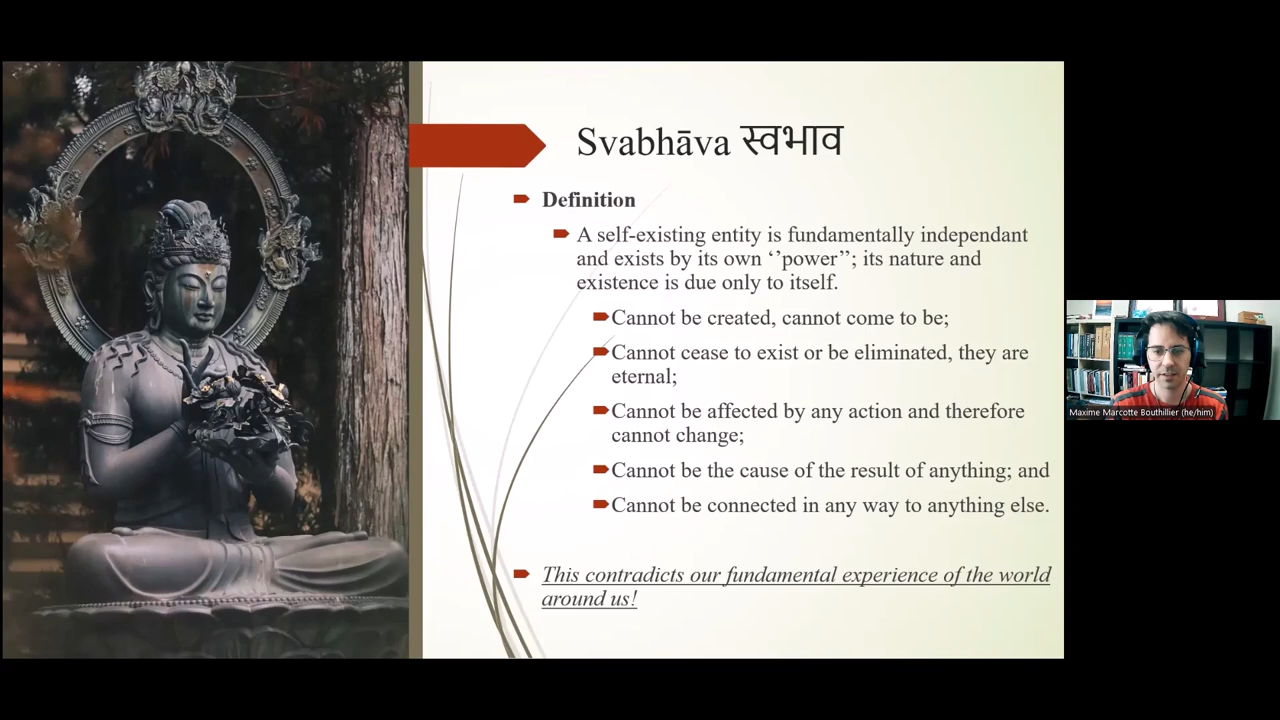 Svabhāva स्वभाव
Definition
A self-existing entity is fundamentally independant
and exists by its own ‘’power”; its nature and
existence is due only to itself.
Cannot be created, cannot come to be;
Cannot cease to exist or be eliminated, they are
eternal;
Cannot be affected by any action and therefore
cannot change;
Cannot be the cause of the result of anything; and
Cannot be connected in any way to anything else.
This contradicts our fundamental experience of the world
around us!
Maxime Marcotte Bouthillier (he/him)